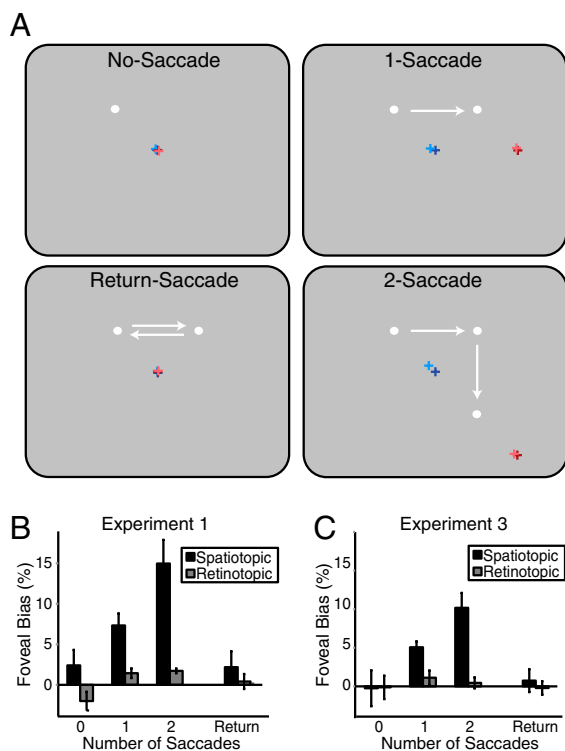 A
No-Saccade
1-Saccade
Return-Saccade
2-Saccade
B
Experiment 1
Spatiotopic
Retinotopic
Foveal Bias (%)
15
10
5
0
0
1
2
Return
Number of Saccades
C
Experiment 3
Spatiotopic
Retinotopic
Foveal Bias (%)
15
10
5
0
0
1
2
Return
Number of Saccades